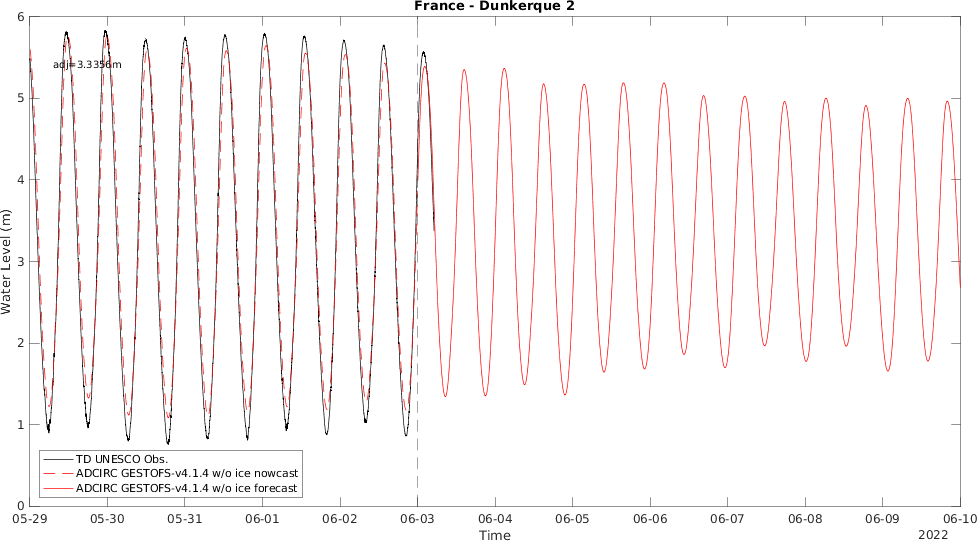 France - Dunkerque 2
6
adj=3.3356m
5
4
3
2
1
0
Water Level (m)
TD UNESCO Obs.
ADCIRC GESTOFS-v4.1.4 w/o ice nowcast
ADCIRC GESTOFS-v4.1.4 w/o ice forecast
05-29 05-30 05-31 06-01 06-02 06-03 06-04 06-05 06-06 06-07 06-08 06-09 06-10
Time
2022